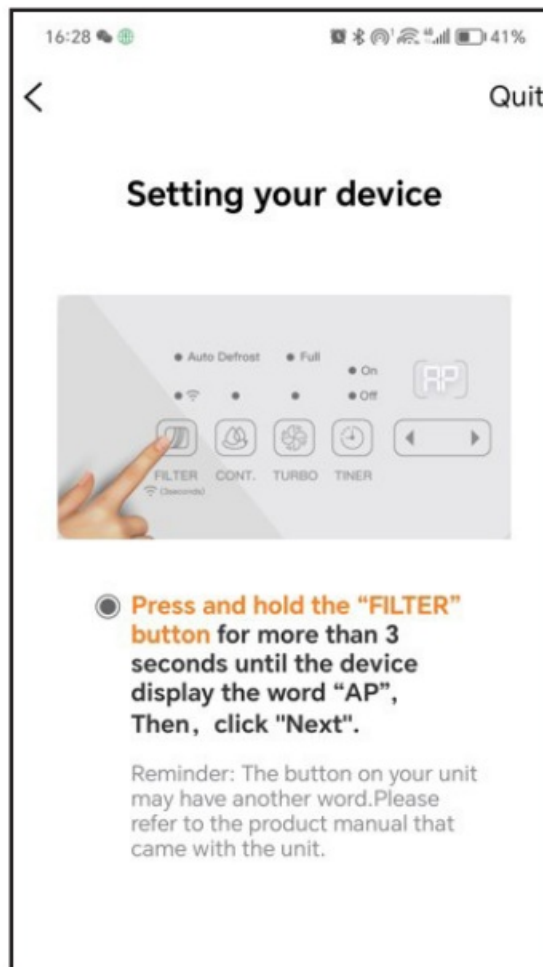 16:28 41%
Quit
Setting your device
Auto Defrost Full
On
Off
AP
FILTER CONT. TURBO TINER
(3seconds)
Press and hold the “FILTER”
button for more than 3
seconds until the device
display the word “AP”,
Then，click "Next".
Reminder: The button on your unit
may have another word.Please
refer to the product manual that
came with the unit.